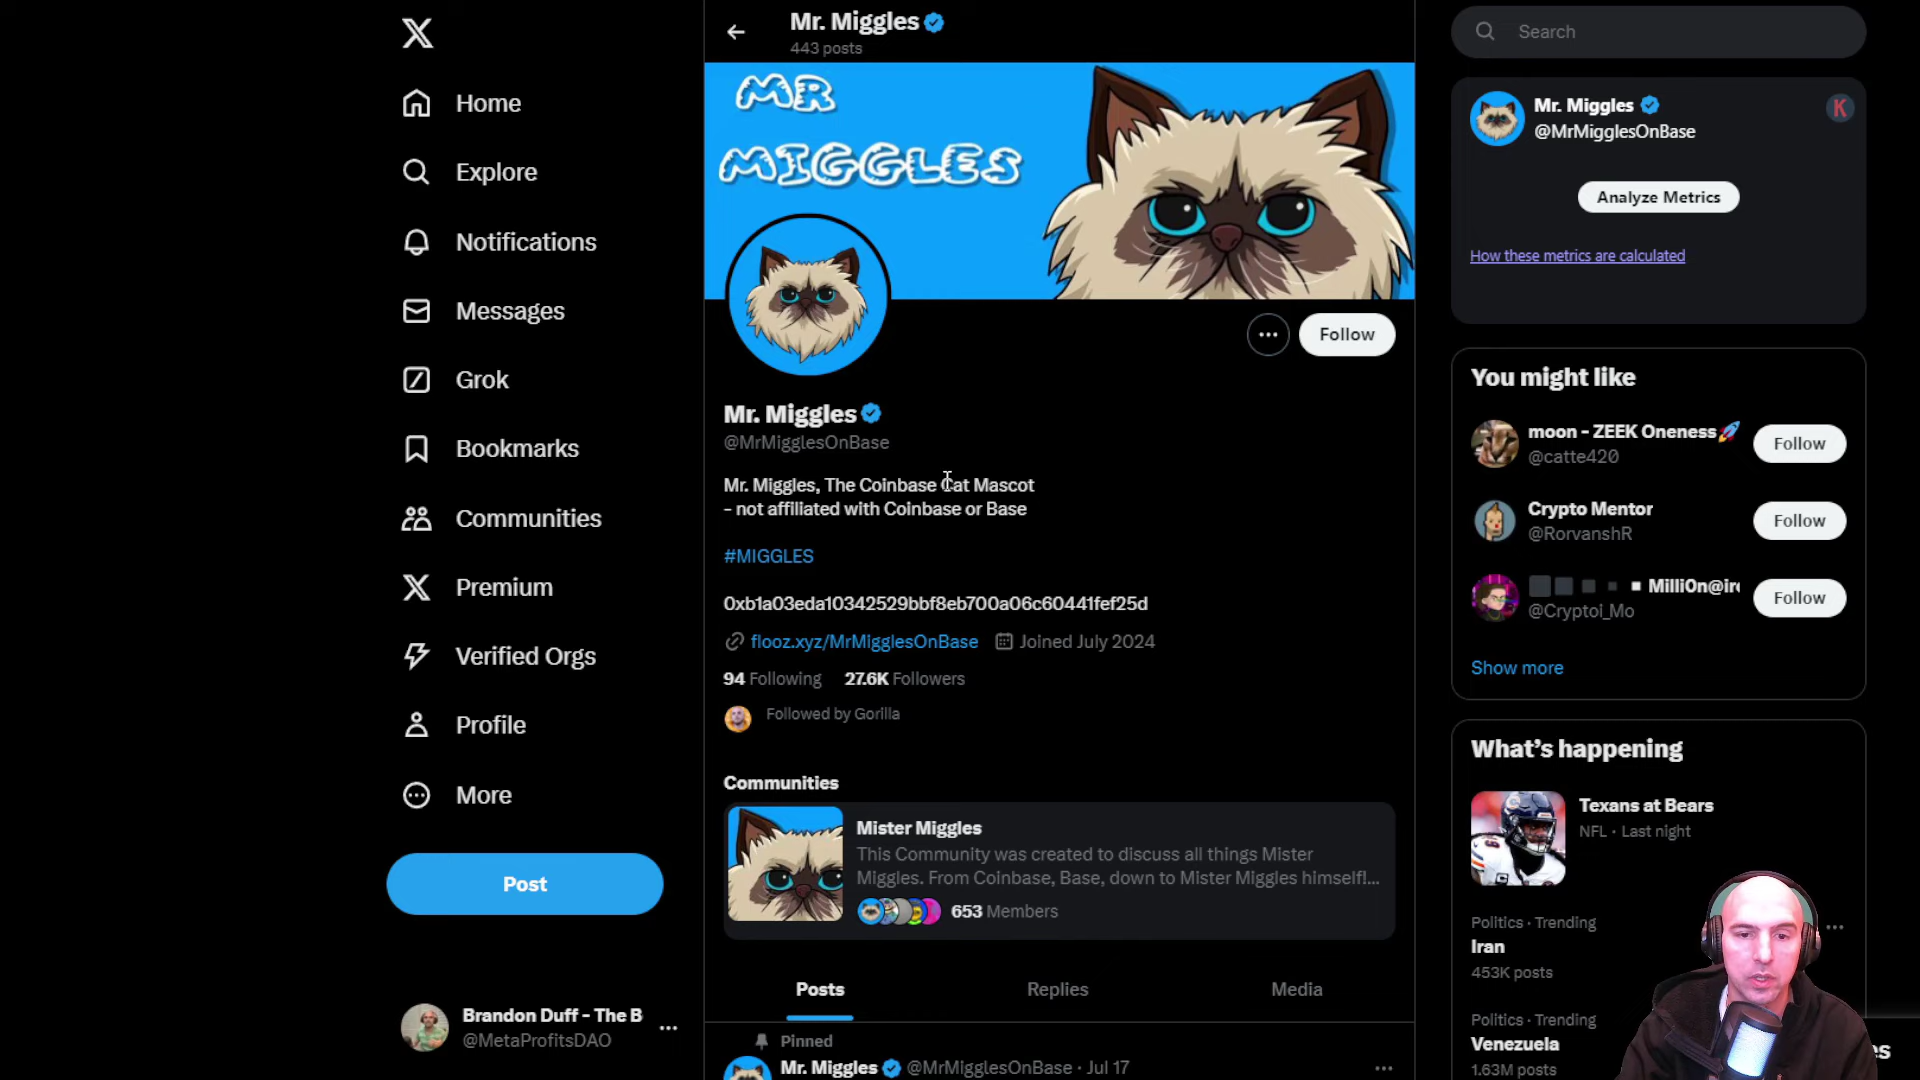 Home
Explore
Notifications
Messages
Grok
Bookmarks
Communities
Premium
Verified Orgs
Profile
More
Post
Brandon Duff - The B
@MetaProfitsDAO
Mr. Miggles
443 posts
MR
MIGGLES
Follow
Mr. Miggles
@MrMigglesOnBase
Mr. Miggles, The Coinbase Cat Mascot
- not affiliated with Coinbase or Base
#MIGGLES
0xb1a03eda10342529bbf8eb700a06c60441fef25d
flooz.xyz/MrMigglesOnBase Joined July 2024
94 Following 27.6K Followers
Followed by Gorilla
Communities
Mister Miggles
This Community was created to discuss all things Mister
Miggles. From Coinbase, Base, down to Mister Miggles himself!...
653 Members
Posts Replies Media
Pinned
Mr. Miggles @MrMigglesOnBase · Jul 17
Search
Mr. Miggles
@MrMigglesOnBase
K
Analyze Metrics
How these metrics are calculated
You might like
moon - ZEEK Oneness
@catte420
Follow
Crypto Mentor
@RorvanshR
Follow
Milli0n@ir
@Cryptoi_Mo
Follow
Show more
What's happening
Texans at Bears
NFL · Last night
Politics · Trending
Iran
453K posts
Politics · Trending
Venezuela
1.63M posts